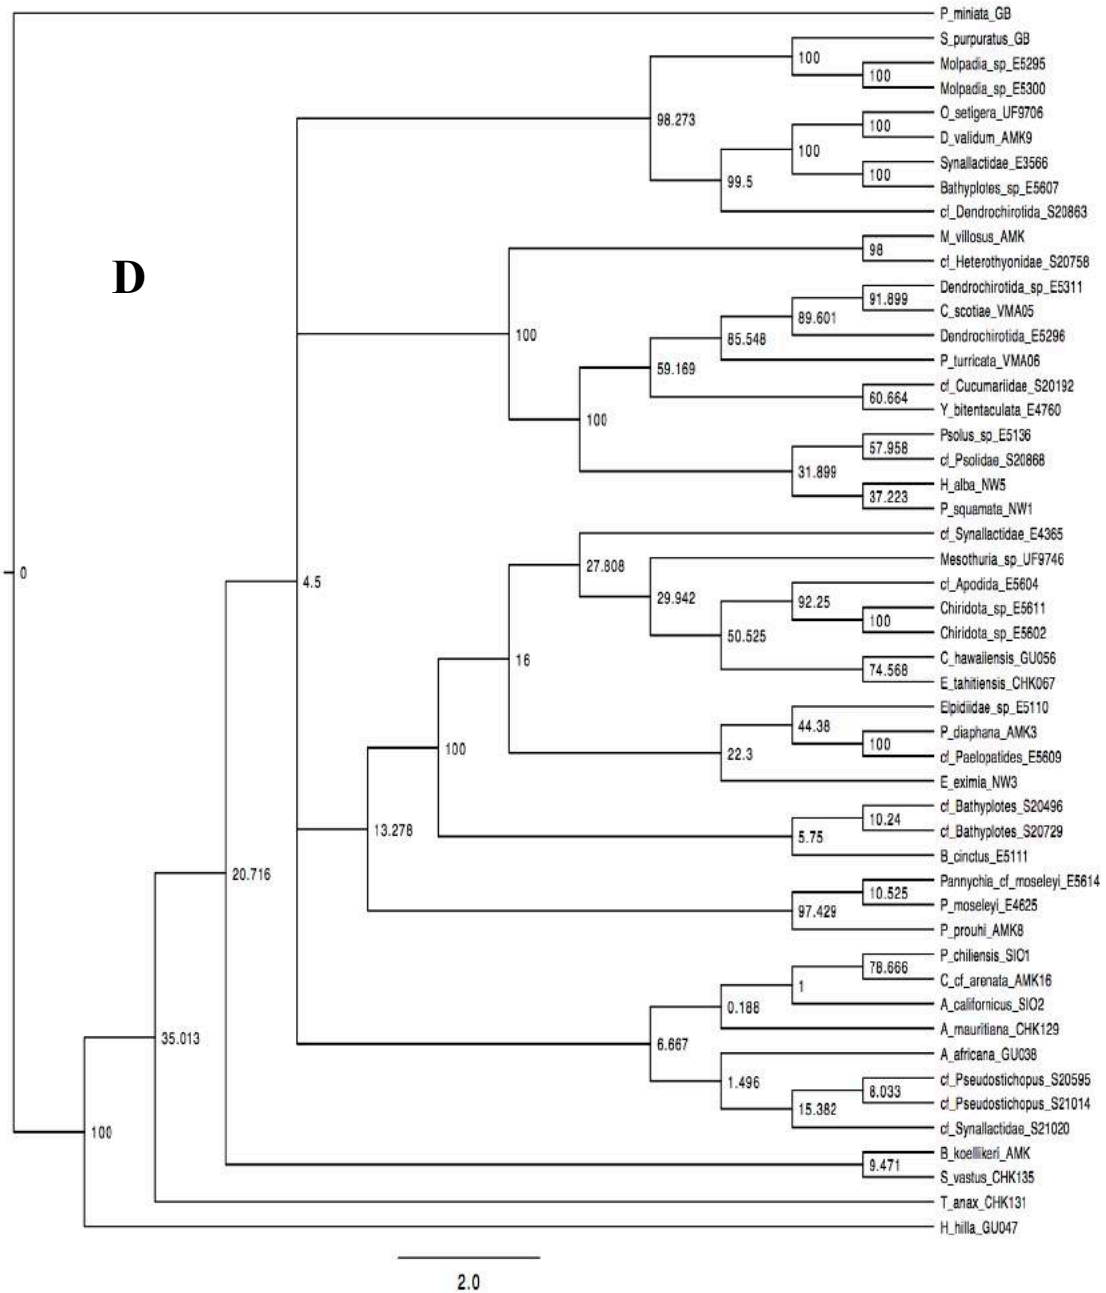 P_miniata_GB
S_purpuratus_GB
100
Molpadia_sp_E5295
100
Molpadia_sp_E5300
98.273
O_setigera_UF9706
100
D_validum_AMK9
100
Synallactidae_E3566
100
Bathyplotes_sp_E5607
99.5
cf_Dendrochirotida_S20863
M_villosus_AMK
98
cf_Heterothyonidae_S20758
D
Dendrochirotida_sp_E5311
91.899
C_scotiae_VMA05
89.601
Dendrochirotida_E5296
85.548
100
P_turricata_VMA06
59.169
cf_Cucumariidae_S20192
60.664
Y_bitentaculata_E4760
100
Psolus_sp_E5136
57.958
cf_Psolidae_S20868
31.899
H_alba_NW5
37.223
P_squamata_NW1
cf_Synallactidae_E4365
27.808
Mesothuria_sp_UF9746
0
4.5
cf_Apodida_E5604
29.942
92.25
Chiridota_sp_E5611
100
Chiridota_sp_E5602
50.525
16
C_hawaiiensis_GU056
74.568
E_tahitiensis_CHK067
Elpidiidae_sp_E5110
44.38
P_diaphana_AMK3
100
100
cf_Paelopatides_E5609
22.3
E_eximia_NW3
cf_Bathyplotes_S20496
10.24
13.278
cf_Bathyplotes_S20729
5.75
B_cinctus_E5111
20.716
Pannychia_cf_moseleyi_E5614
10.525
P_moseleyi_E4625
97.429
P_prouhi_AMK8
P_chiliensis_SIO1
78.666
C_cf_arenata_AMK16
1
A_californicus_SIO2
0.188
A_mauritiana_CHK129
35.013
6.667
A_africana_GU038
1.496
cf_Pseudostichopus_S20595
8.033
cf_Pseudostichopus_S21014
15.382
cf_Synallactidae_S21020
100
B_koellikeri_AMK
9.471
S_vastus_CHK135
T_anax_CHK131
H_hilla_GU047
2.0